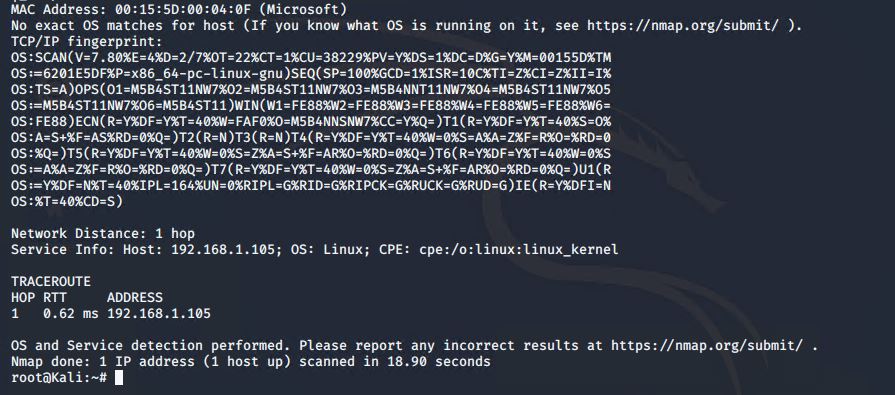 MAC Address: 00:15:5D:00:04:0F (Microsoft)
No exact OS matches for host (If you know what OS is running on it, see https://nmap.org/submit/ ).
TCP/IP fingerprint:
OS:SCAN(V=7.80%E=4%D=2/7%OT=22%CT=1%CU=38229%PV=Y%DS=1%DC=D%G=Y%M=00155D%TM
OS:=6201E5DF%P=x86_64-pc-linux-gnu)SEQ(SP=100%GCD=1%ISR=10C%TI=Z%CI=Z%II=I%
OS:TS=A)OPS(O1=M5B4ST11NW7%O2=M5B4ST11NW7%O3=M5B4NNT11NW7%O4=M5B4ST11NW7%O5
OS:=M5B4ST11NW7%O6=M5B4ST11)WIN(W1=FE88%W2=FE88%W3=FE88%W4=FE88%W5=FE88%W6=
OS:FE88)ECN(R=Y%DF=Y%T=40%W=FAF0%O=M5B4NNSNW7%CC=Y%Q=)T1(R=Y%DF=Y%T=40%S=O%
OS:A=S+%F=AS%RD=0%Q=)T2(R=N)T3(R=N)T4(R=Y%DF=Y%T=40%W=0%S=A%A=Z%F=R%O=%RD=0
OS:%Q=)T5(R=Y%DF=Y%T=40%W=0%S=Z%A=S+%F=AR%O=%RD=0%Q=)T6(R=Y%DF=Y%T=40%W=0%S
OS:=A%A=Z%F=R%O=%RD=0%Q=)T7(R=Y%DF=Y%T=40%W=0%S=Z%A=S+%F=AR%O=%RD=0%Q=)U1(R
OS:=Y%DF=N%T=40%IPL=164%UN=0%RIPL=G%RID=G%RIPCK=G%RUCK=G%RUD=G)IE(R=Y%DFI=N
OS:%T=40%CD=S)
Network Distance: 1 hop
Service Info: Host: 192.168.1.105; OS: Linux; CPE: cpe:/o:linux:linux_kernel
TRACEROUTE
HOP RTT     ADDRESS
1   0.62 ms 192.168.1.105
OS and Service detection performed. Please report any incorrect results at https://nmap.org/submit/ .
Nmap done: 1 IP address (1 host up) scanned in 18.90 seconds
root@Kali:~#